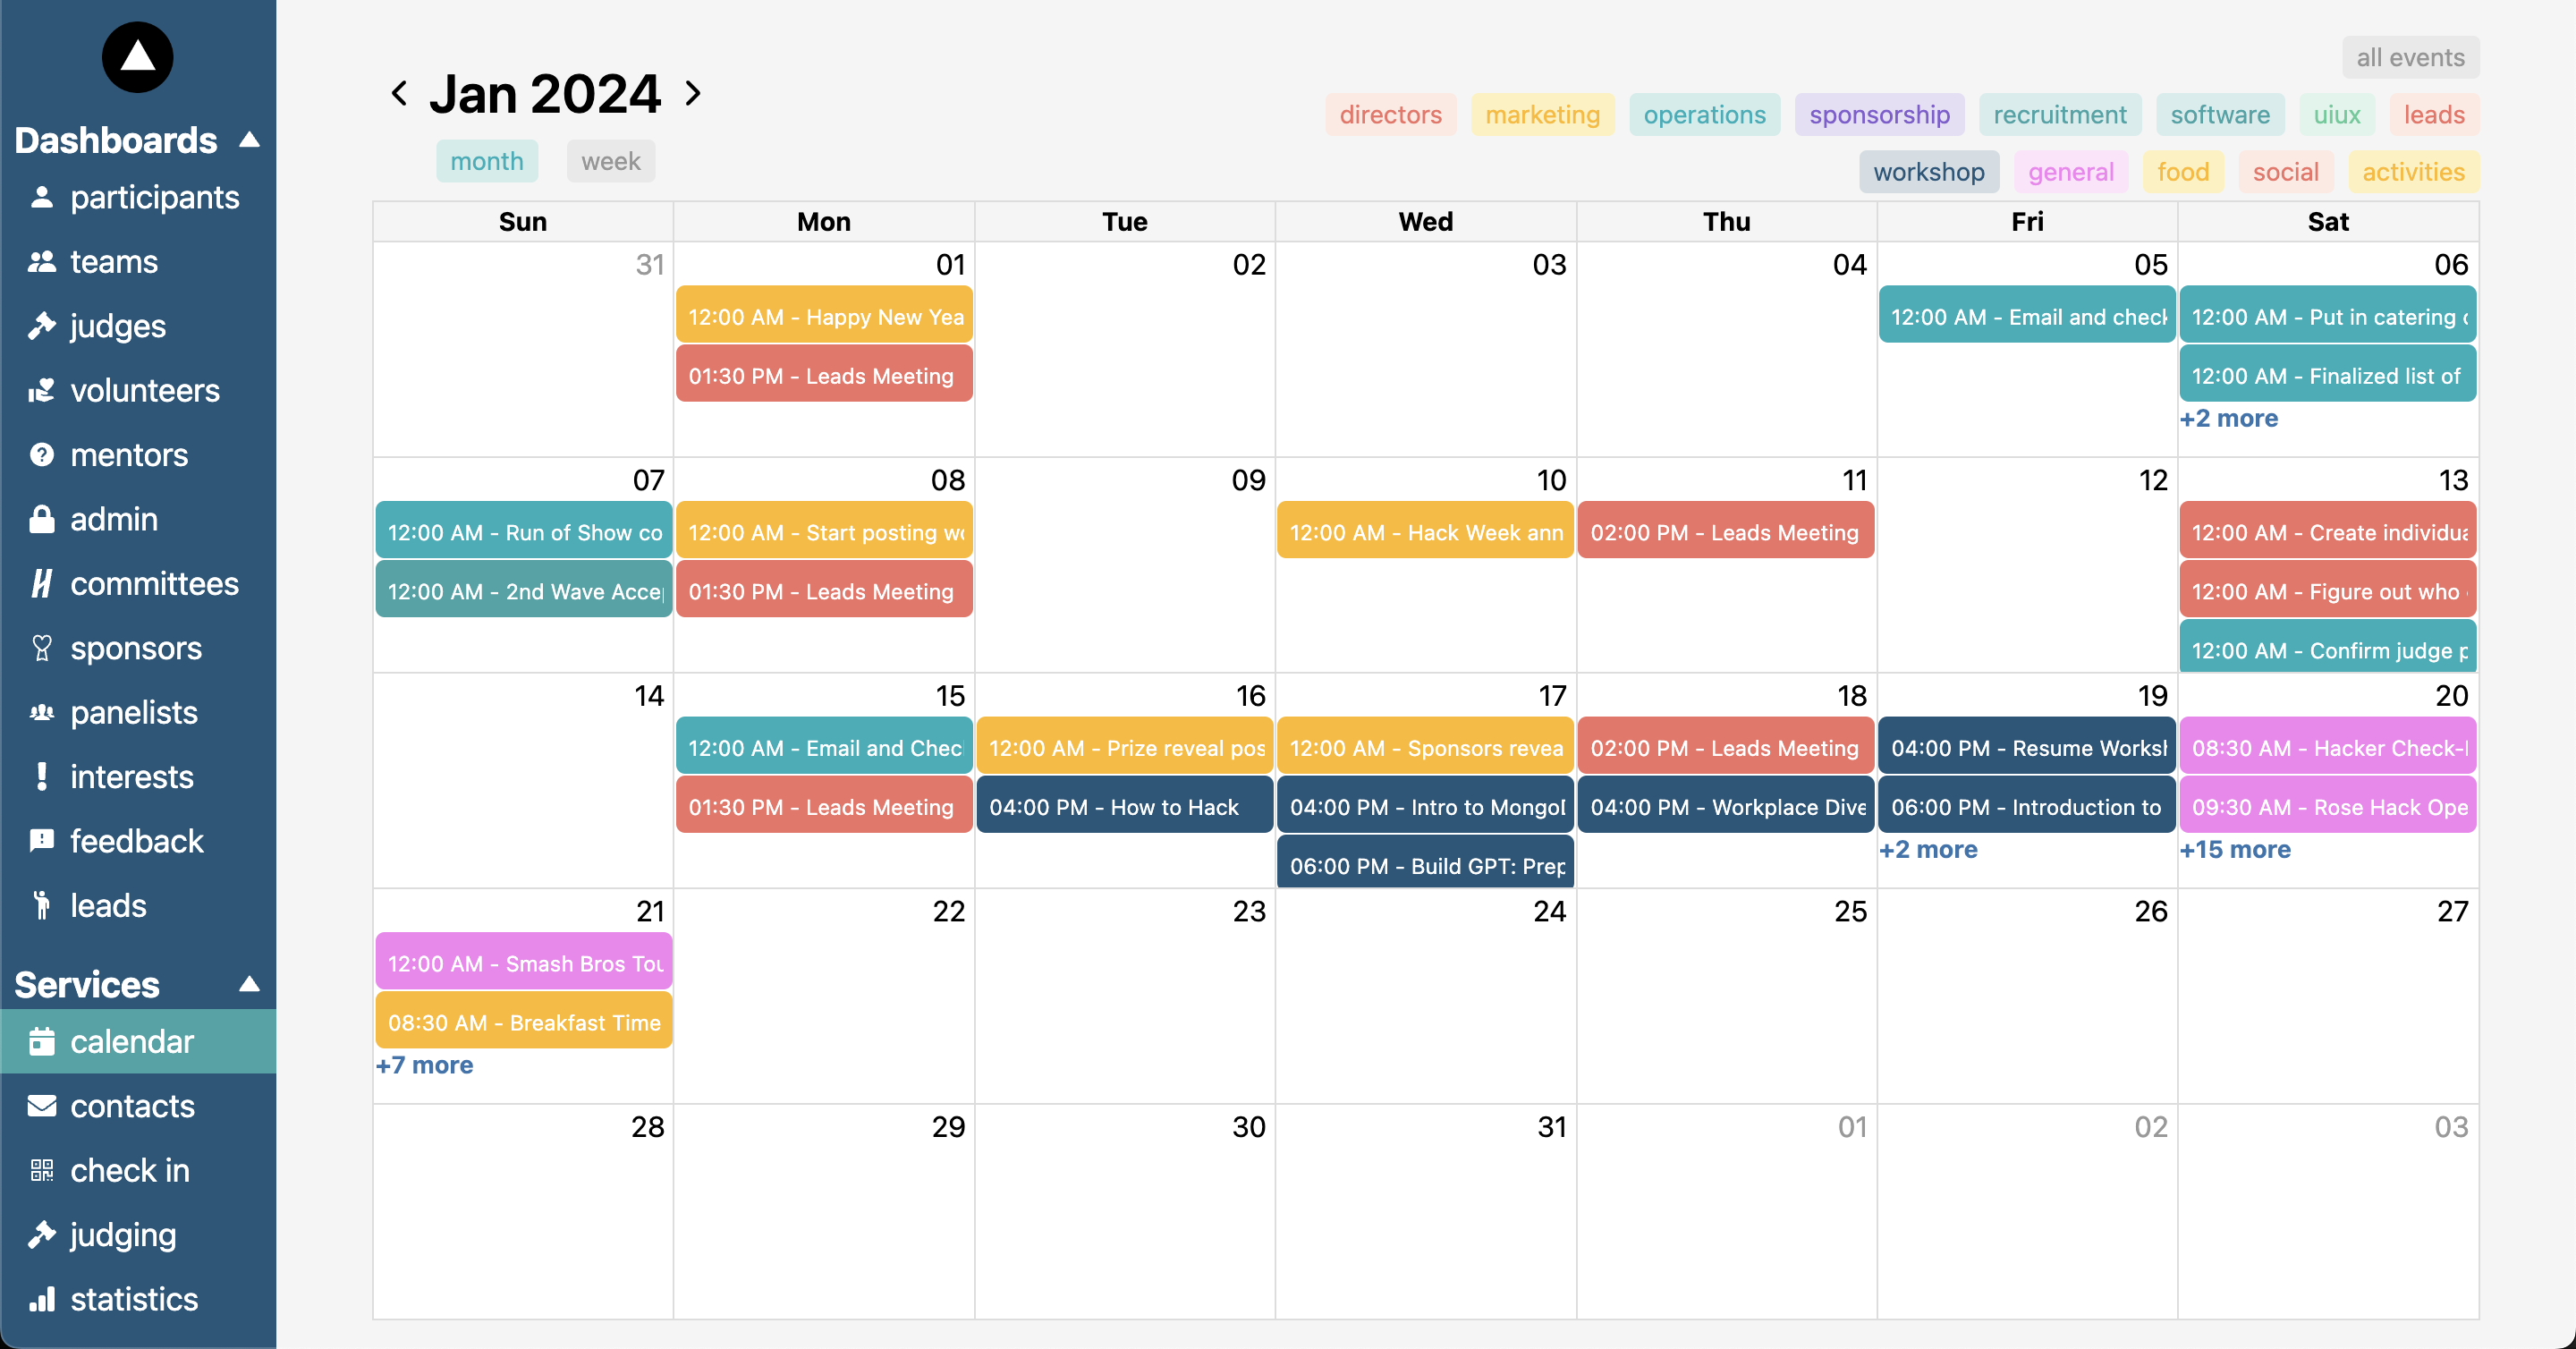 Dashboards
participants
teams
judges
volunteers
mentors
admin
committees
sponsors
panelists
interests
feedback
leads
Services
calendar
contacts
check in
judging
statistics
Jan 2024
month week
all events
directors marketing operations sponsorship recruitment software uiux leads
workshop general food social activities
Sun Mon Tue Wed Thu Fri Sat
31 01 02 03 04 05 06
12:00 AM - Happy New Yea
01:30 PM - Leads Meeting
12:00 AM - Email and check
12:00 AM - Put in catering
12:00 AM - Finalized list of
+2 more
07 08 09 10 11 12 13
12:00 AM - Run of Show co
12:00 AM - 2nd Wave Accep
12:00 AM - Start posting wo
01:30 PM - Leads Meeting
12:00 AM - Hack Week ann
02:00 PM - Leads Meeting
12:00 AM - Create individua
12:00 AM - Figure out who
12:00 AM - Confirm judge p
14 15 16 17 18 19 20
12:00 AM - Email and Chec
01:30 PM - Leads Meeting
12:00 AM - Prize reveal pos
04:00 PM - How to Hack
12:00 AM - Sponsors revea
04:00 PM - Intro to MongoD
06:00 PM - Build GPT: Prep
02:00 PM - Leads Meeting
04:00 PM - Workplace Dive
04:00 PM - Resume Worksh
06:00 PM - Introduction to
+2 more
08:30 AM - Hacker Check-I
09:30 AM - Rose Hack Ope
+15 more
21 22 23 24 25 26 27
12:00 AM - Smash Bros Tou
08:30 AM - Breakfast Time
+7 more
28 29 30 31 01 02 03